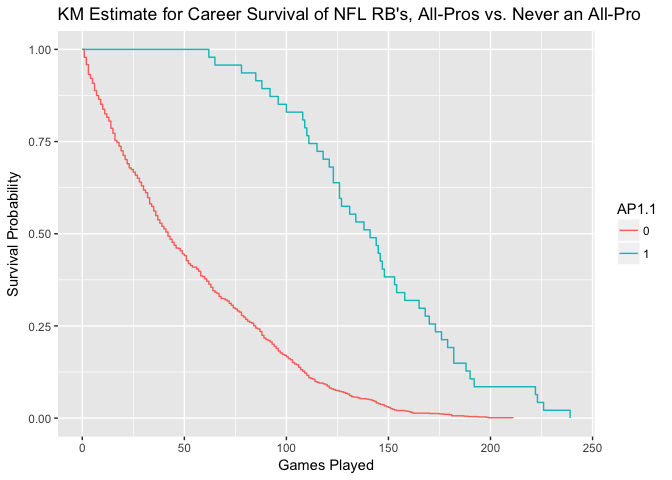 KM Estimate for Career Survival of NFL RB's, All-Pros vs. Never an All-Pro
Survival Probability
1.00
0.75
0.50
0.25
0.00
0 50 100 150 200 250
Games Played
AP1.1
0
1